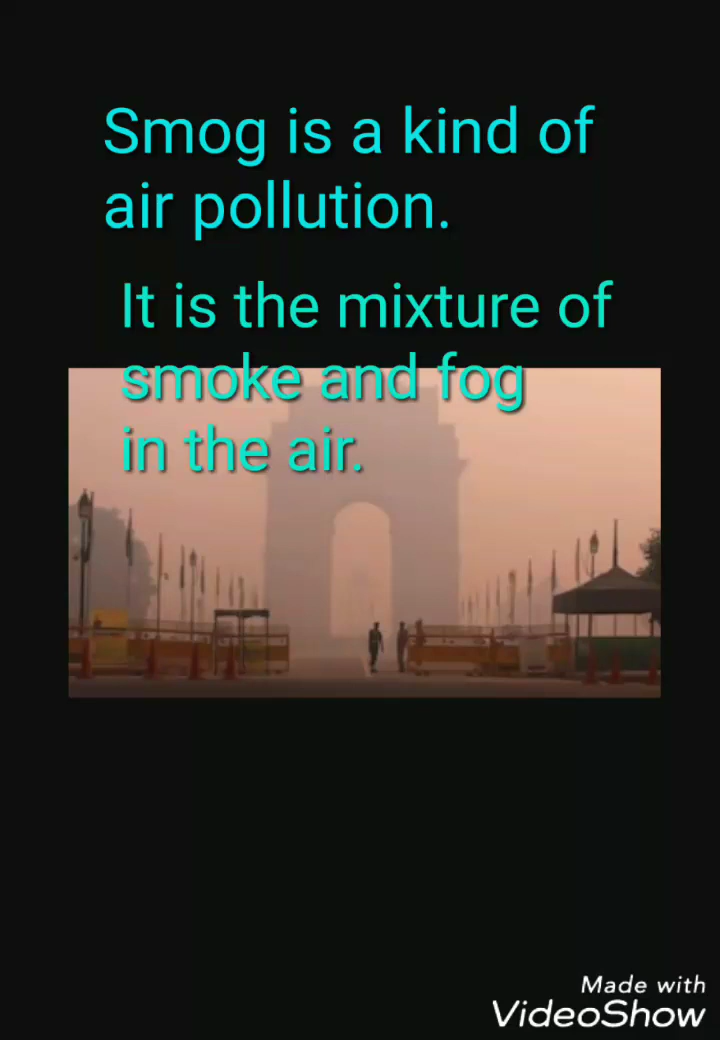 Smog is a kind of
air pollution.
It is the mixture of
smoke and fog
in the air.
Made with
VideoShow